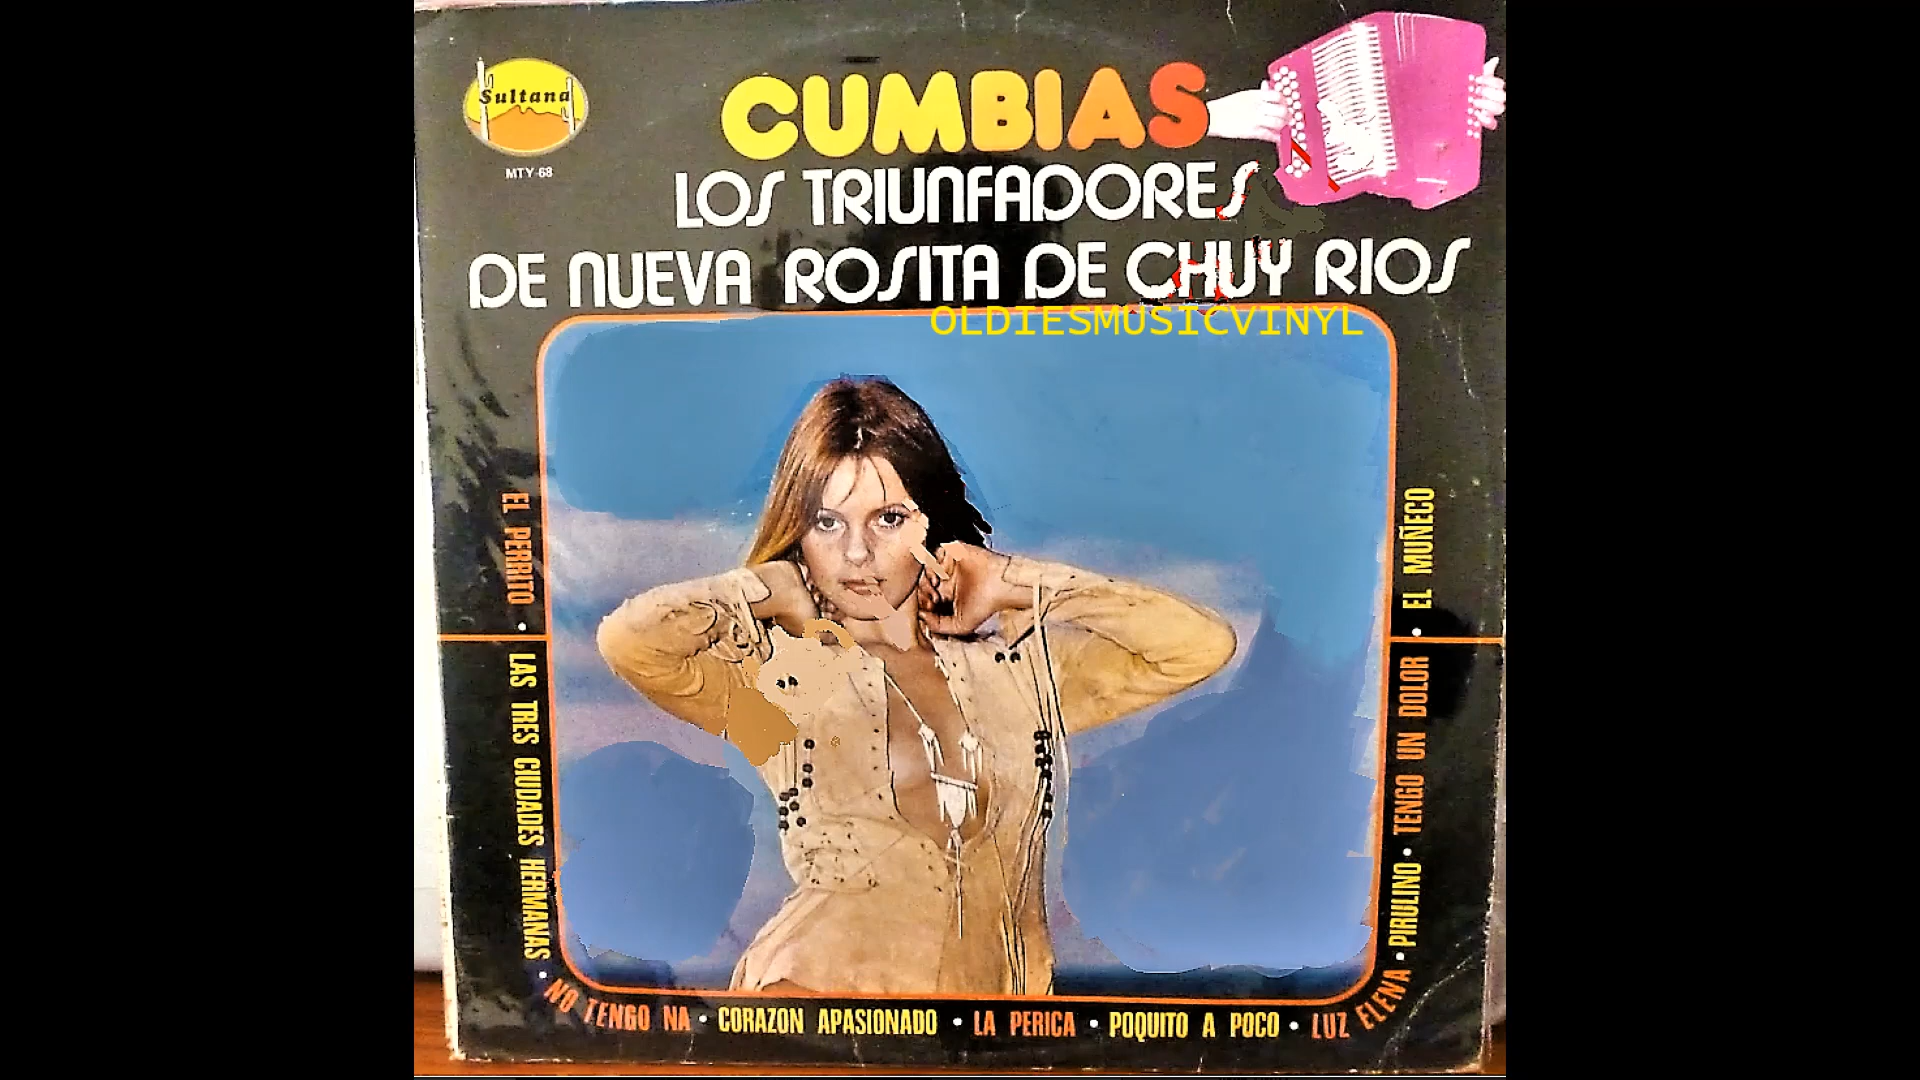 Sultana
MTY-68
CUMBIAS
LOS TRIUNFADORES
DE NUEVA ROSITA DE CHUY RIOS
OLDIESMUSICVINYL
EL PERRITO •
LAS TRES CIUDADES HERMANAS •
NO TENGO NA • CORAZON APASIONADO • LA PERICA • POQUITO A POCO • LUZ ELENA
• PIRULINO • TENGO UN DOLOR
• EL MUÑECO